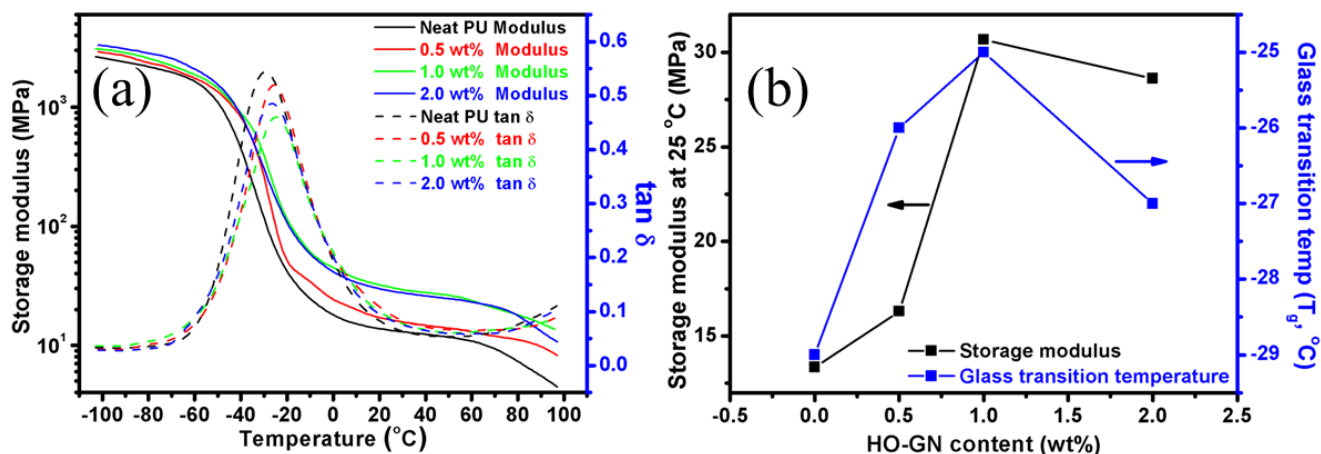 (a)
Storage modulus (MPa)
10³
10²
10¹
-100 -80 -60 -40 -20 0 20 40 60 80 100
Temperature (°C)
0.6
0.5
0.4
0.3
0.2
0.1
0.0
tan δ
Neat PU Modulus
0.5 wt% Modulus
1.0 wt% Modulus
2.0 wt% Modulus
Neat PU tan δ
0.5 wt% tan δ
1.0 wt% tan δ
2.0 wt% tan δ
(b)
Storage modulus at 25 °C (MPa)
30
25
20
15
-0.5 0.0 0.5 1.0 1.5 2.0 2.5
HO-GN content (wt%)
-25
-26
-27
-28
-29
Glass transition temp (Tg, °C)
Storage modulus
Glass transition temperature